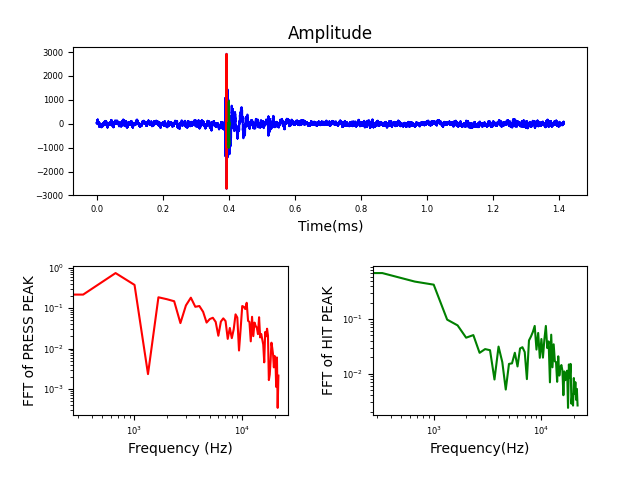 Amplitude
3000
2000
1000
0
−1000
−2000
−3000
0.0 0.2 0.4 0.6 0.8 1.0 1.2 1.4
Time(ms)
FFT of PRESS PEAK
10⁰
10⁻¹
10⁻²
10⁻³
10³ 10⁴
Frequency (Hz)
FFT of HIT PEAK
10⁻¹
10⁻²
10³ 10⁴
Frequency(Hz)